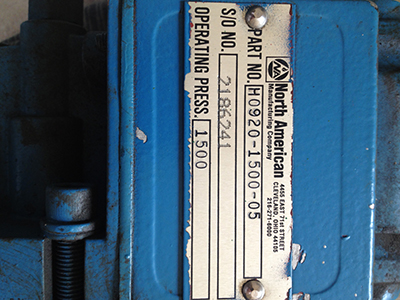 North American
Manufacturing Company
4455 EAST 71st STREET
CLEVELAND, OHIO 44105
216-271-6000
PART NO. H0920-1500-05
S/O NO. 2186241
OPERATING PRESS. 1500